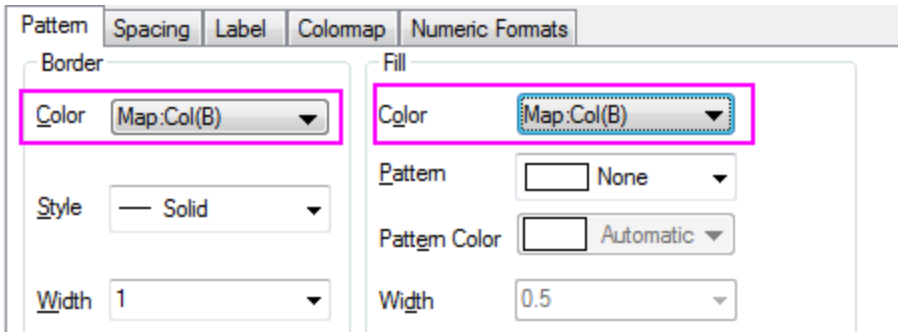 Pattern Spacing Label Colormap Numeric Formats
Border Fill
Color Map:Col(B) Color Map:Col(B)
Pattern None
Style Solid
Pattern Color Automatic
Width 1 Width 0.5